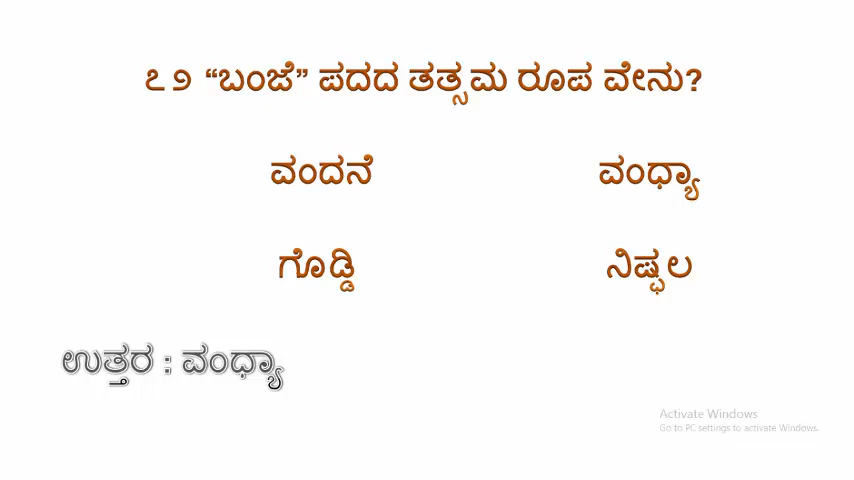 ೭೨ “ಬಂಜೆ” ಪದದ ತತ್ಸಮ ರೂಪ ವೇನು?
ವಂದನೆ ವಂಧ್ಯಾ
ಗೊಡ್ಡಿ ನಿಷ್ಫಲ
ಉತ್ತರ : ವಂಧ್ಯಾ
Activate Windows
Go to PC settings to activate Windows.